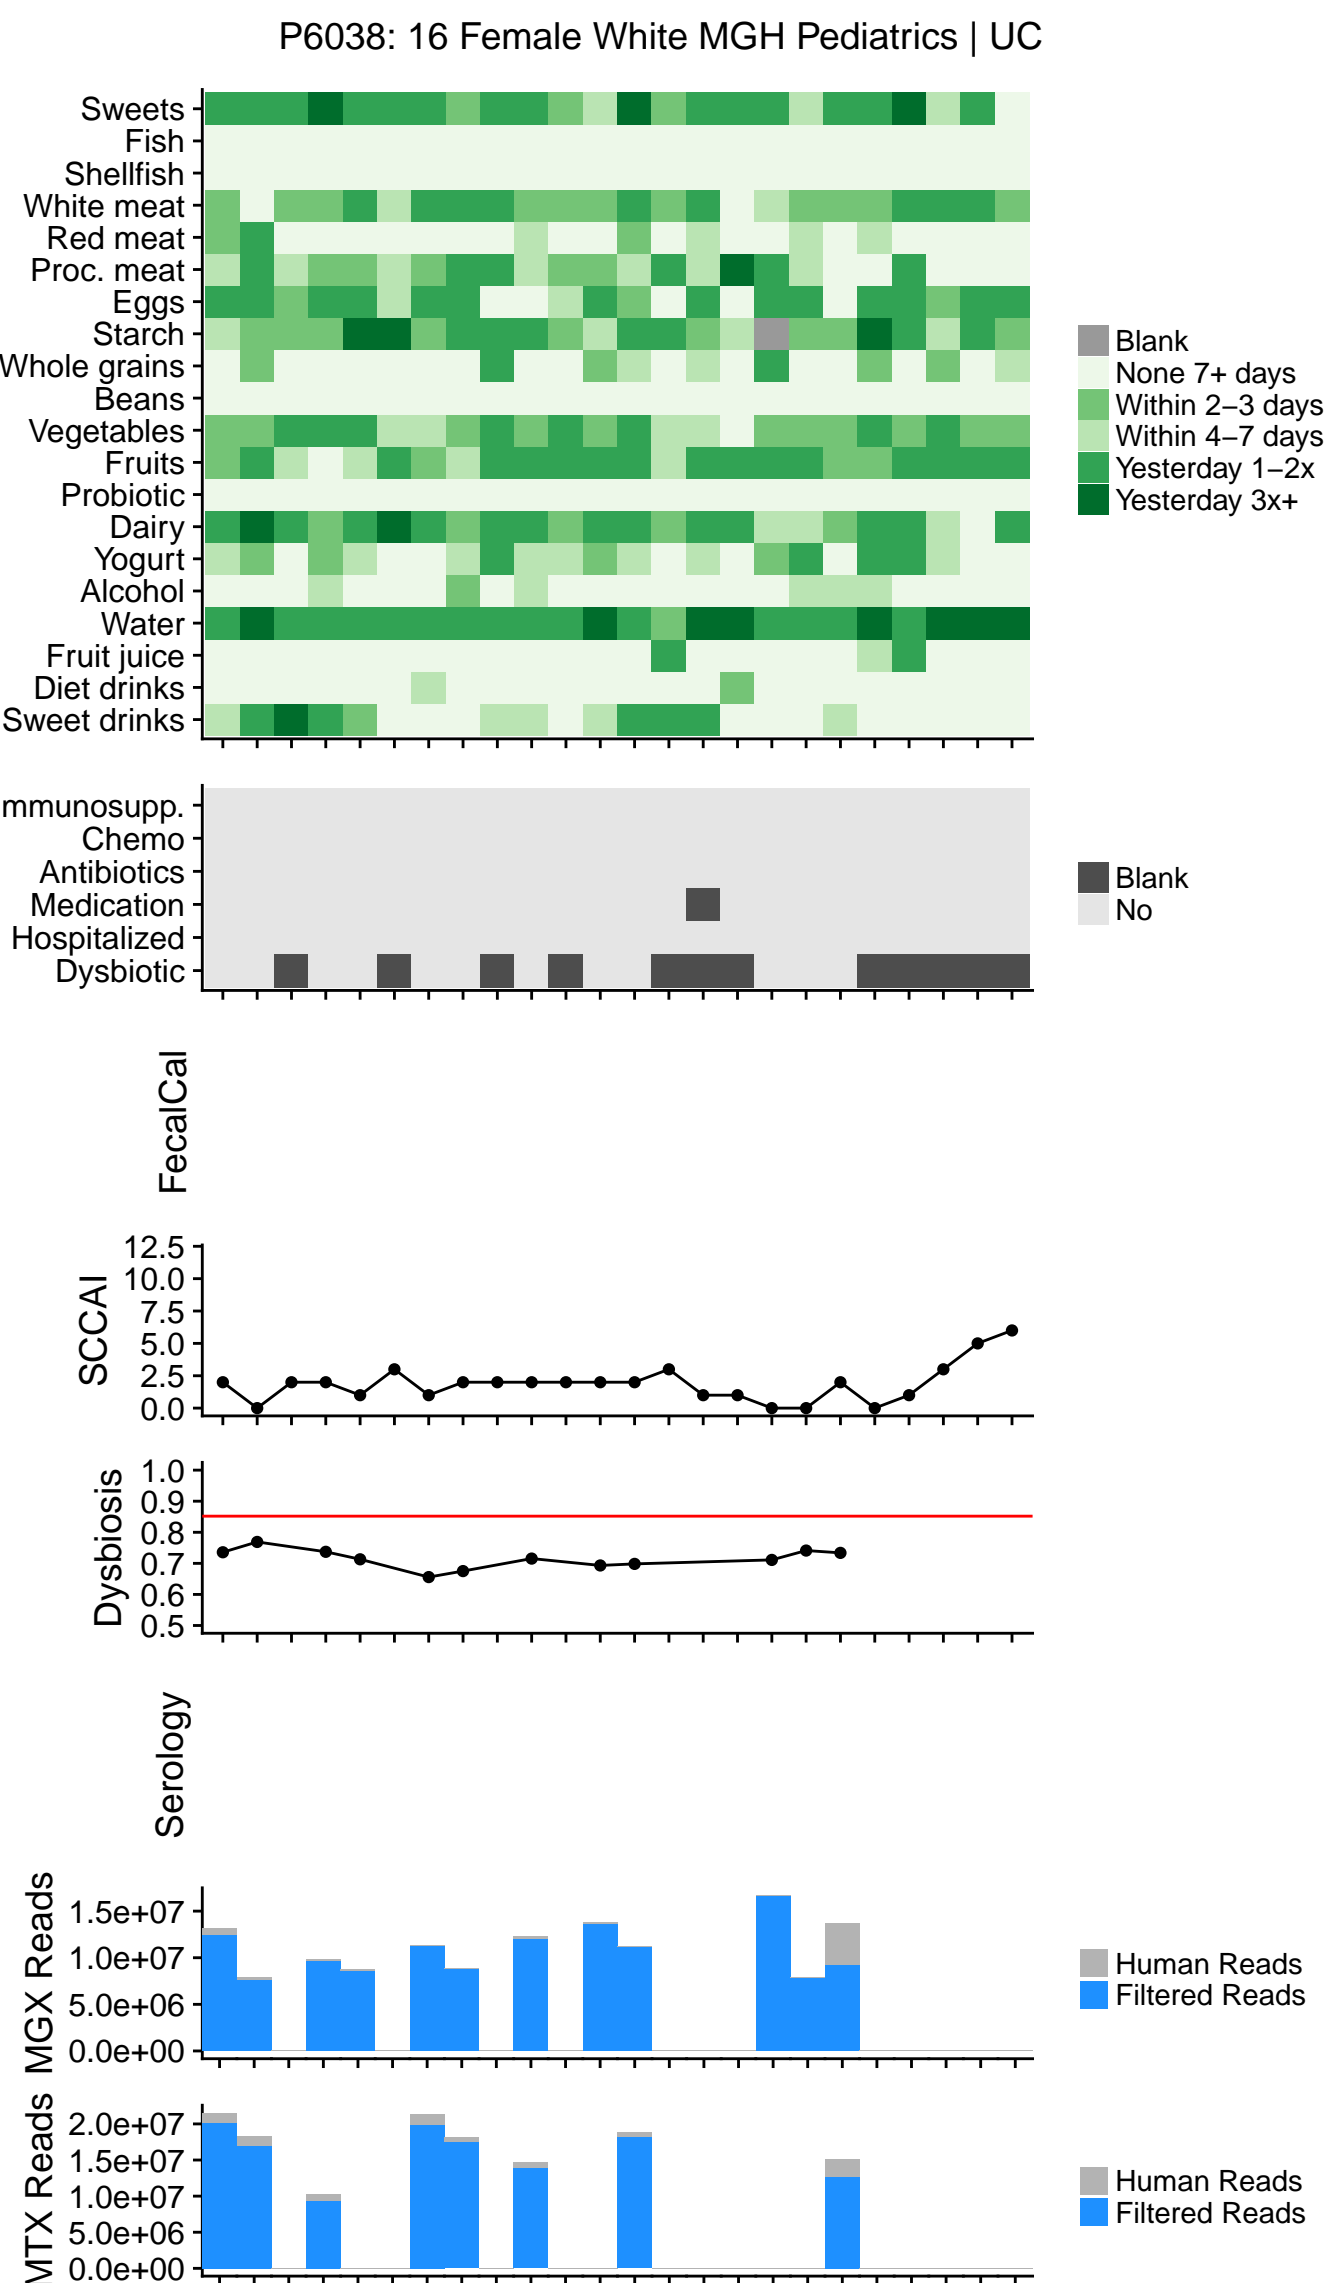 P6038: 16 Female White MGH Pediatrics | UC
Sweets
Fish
Shellfish
White meat
Red meat
Proc. meat
Eggs
Starch
Whole grains
Beans
Vegetables
Fruits
Probiotic
Dairy
Yogurt
Alcohol
Water
Fruit juice
Diet drinks
Sweet drinks
Blank
None 7+ days
Within 2–3 days
Within 4–7 days
Yesterday 1–2x
Yesterday 3x+
mmunosupp.
Chemo
Antibiotics
Medication
Hospitalized
Dysbiotic
Blank
No
FecalCal
SCCAI
12.5
10.0
7.5
5.0
2.5
0.0
Dysbiosis
1.0
0.9
0.8
0.7
0.6
0.5
Serology
MGX Reads
1.5e+07
1.0e+07
5.0e+06
0.0e+00
Human Reads
Filtered Reads
MTX Reads
2.0e+07
1.5e+07
1.0e+07
5.0e+06
0.0e+00
Human Reads
Filtered Reads